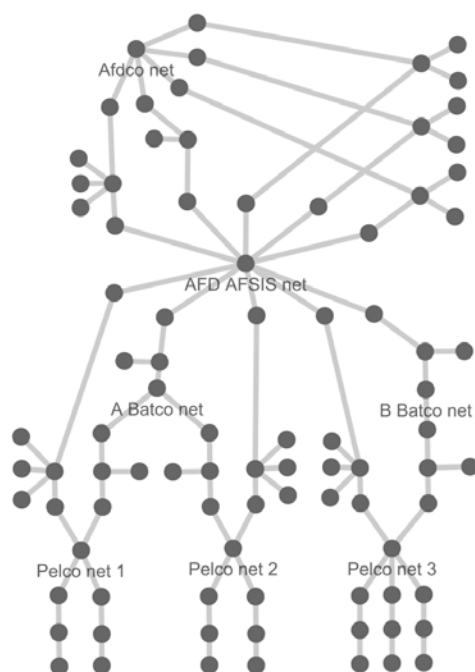 Afdco net
AFD AFSIS net
A Batco net
B Batco net
Pelco net 1
Pelco net 2
Pelco net 3